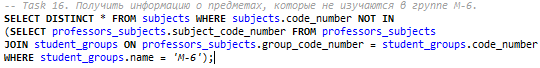 -- Task 16. Получить информацию о предметах, которые не изучаются в группе М-6.
SELECT DISTINCT * FROM subjects WHERE subjects.code_number NOT IN
(SELECT professors_subjects.subject_code_number FROM professors_subjects
JOIN student_groups ON professors_subjects.group_code_number = student_groups.code_number
WHERE student_groups.name = 'М-6');